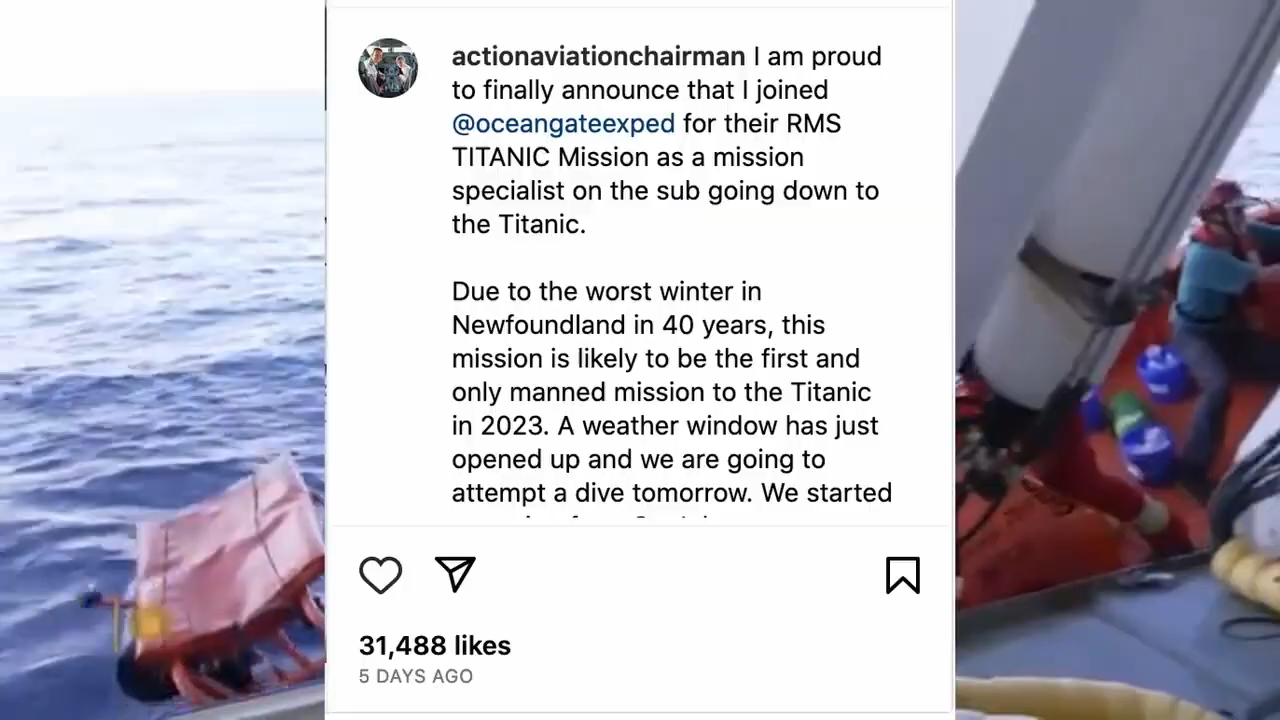 actionaviationchairman I am proud
to finally announce that I joined
@oceangateexped for their RMS
TITANIC Mission as a mission
specialist on the sub going down to
the Titanic.
Due to the worst winter in
Newfoundland in 40 years, this
mission is likely to be the first and
only manned mission to the Titanic
in 2023. A weather window has just
opened up and we are going to
attempt a dive tomorrow. We started
31,488 likes
5 DAYS AGO